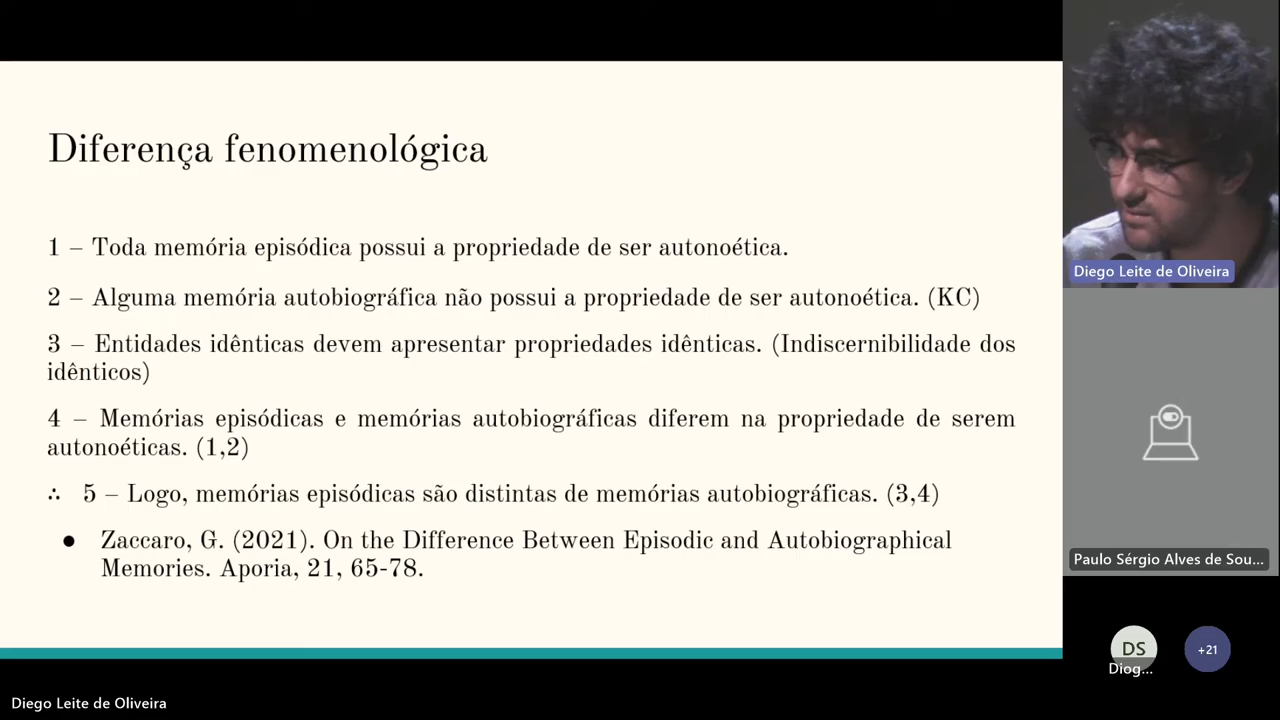 Diferença fenomenológica
1 – Toda memória episódica possui a propriedade de ser autonoética.
2 – Alguma memória autobiográfica não possui a propriedade de ser autonoética. (KC)
3 – Entidades idênticas devem apresentar propriedades idênticas. (Indiscernibilidade dos
idênticos)
4 – Memórias episódicas e memórias autobiográficas diferem na propriedade de serem
autonoéticas. (1,2)
∴ 5 – Logo, memórias episódicas são distintas de memórias autobiográficas. (3,4)
● Zaccaro, G. (2021). On the Difference Between Episodic and Autobiographical
Memories. Aporia, 21, 65-78.
Diego Leite de Oliveira
Paulo Sérgio Alves de Sou...
DS
+21
Diog...
Diego Leite de Oliveira